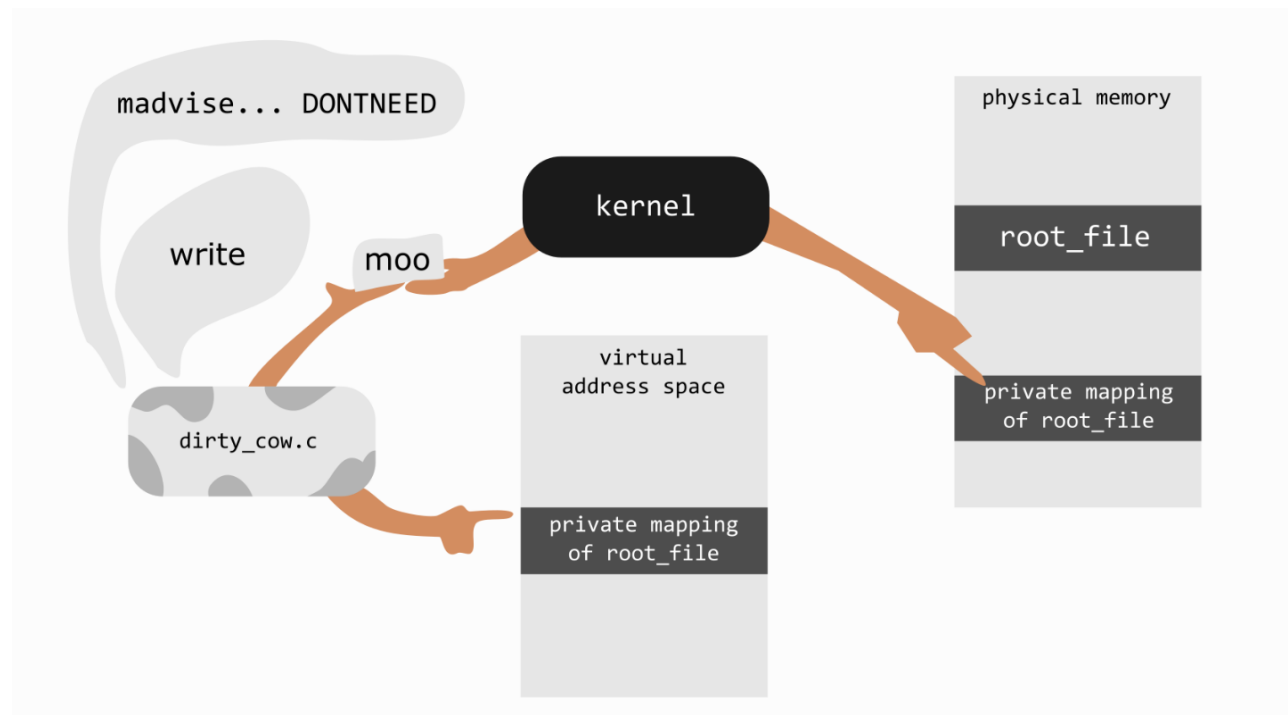 madvise... DONTNEED
write
moo
dirty_cow.c
kernel
virtual
address space
private mapping
of root_file
physical memory
root_file
private mapping
of root_file